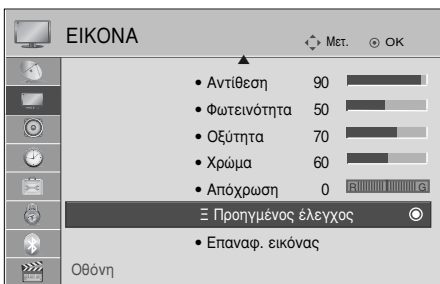 ΕΙΚΟΝΑ Μετ. OK
• Αντίθεση 90
• Φωτεινότητα 50
• Οξύτητα 70
• Χρώμα 60
• Απόχρωση 0 R G
Ξ Προηγμένος έλεγχος
• Επαναφ. εικόνας
Οθόνη